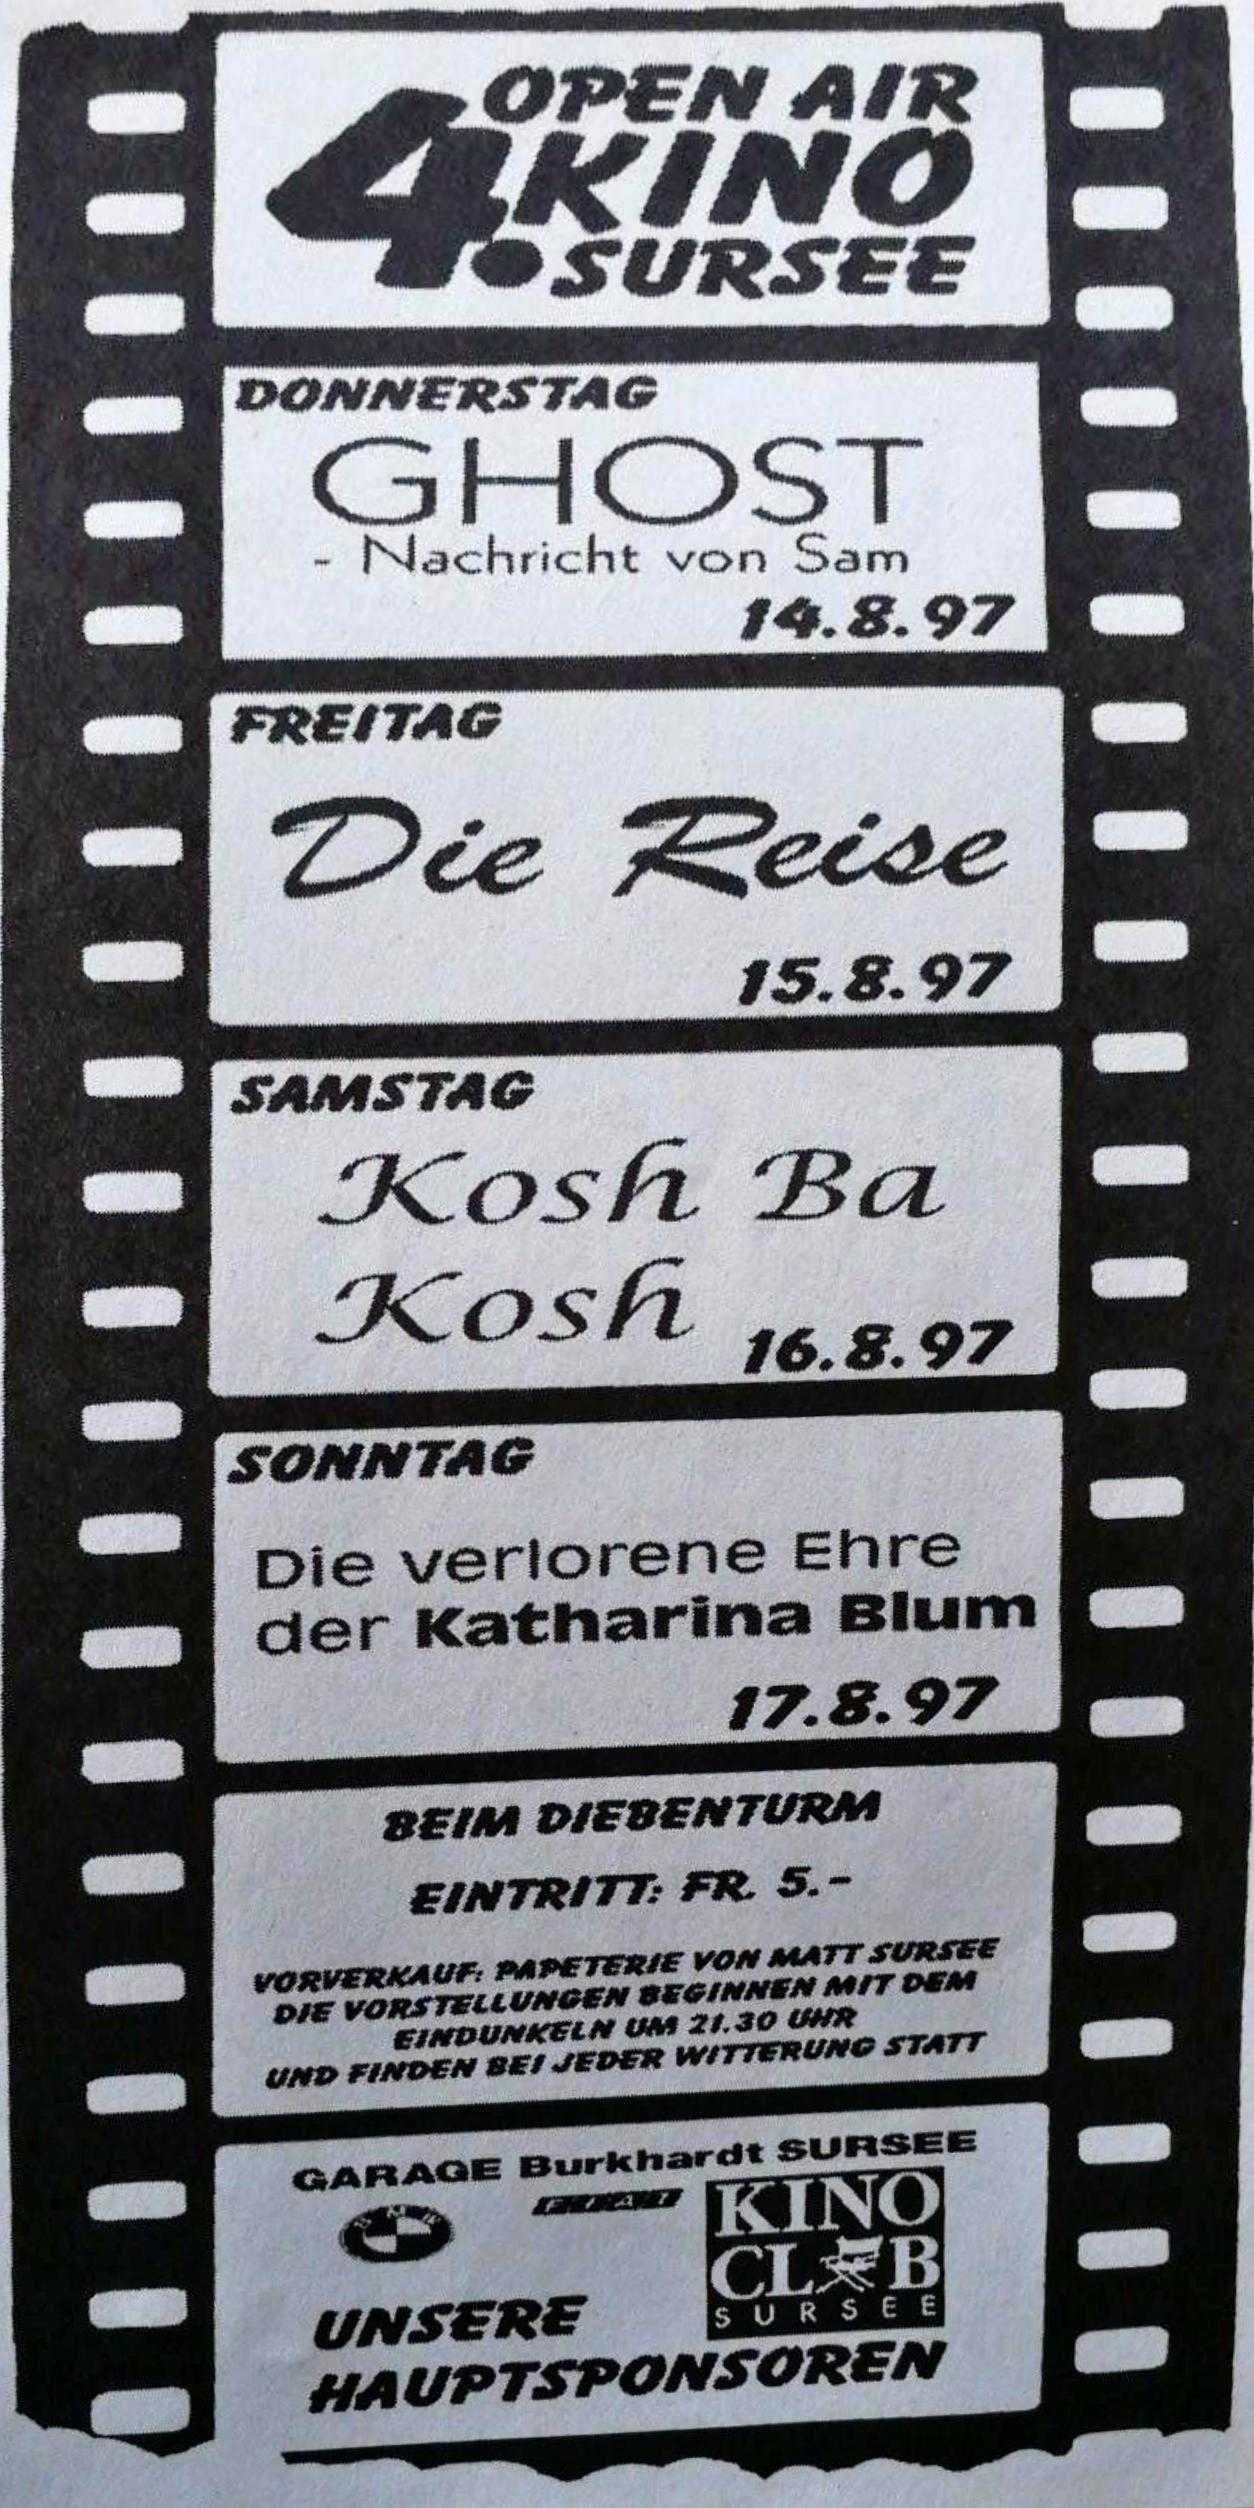 4. OPEN AIR
KINO
SURSEE
DONNERSTAG
GHOST
- Nachricht von Sam
14.8.97
FREITAG
Die Reise
15.8.97
SAMSTAG
Kosh Ba
Kosh
16.8.97
SONNTAG
Die verlorene Ehre
der Katharina Blum
17.8.97
BEIM DIEBENTURM
EINTRITT: FR. 5.-
VORVERKAUF: PAPETERIE VON MATT SURSEE
DIE VORSTELLUNGEN BEGINNEN MIT DEM
EINDUNKELN UM 21.30 UHR
UND FINDEN BEI JEDER WITTERUNG STATT
GARAGE Burkhardt SURSEE
BMW
FIAT
KINO
CLUB
SURSEE
UNSERE
HAUPTSPONSOREN